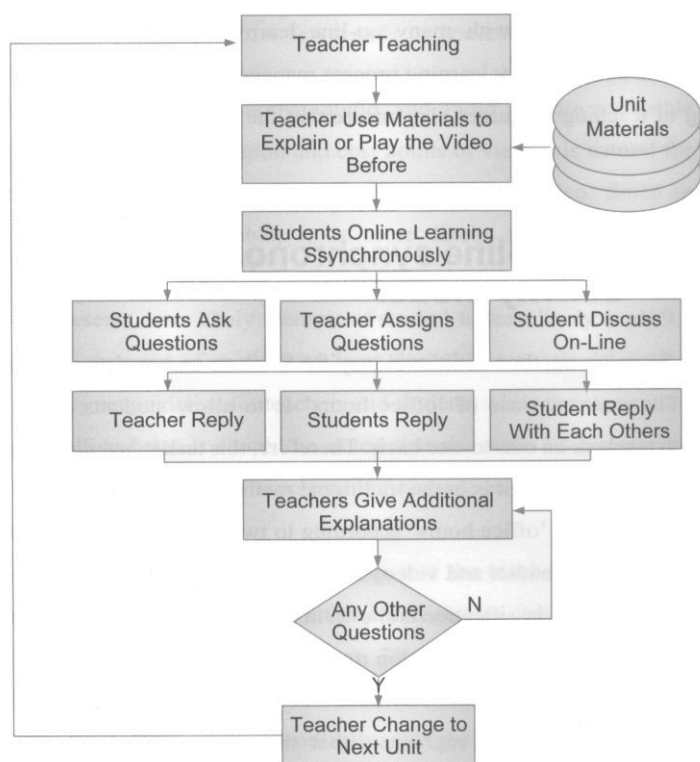 Teacher Teaching
Unit
Materials
Teacher Use Materials to
Explain or Play the Video
Before
Students Online Learning
Ssynchronously
Students Ask
Questions
Teacher Assigns
Questions
Student Discuss
On-Line
Teacher Reply
Students Reply
Student Reply
With Each Others
Teachers Give Additional
Explanations
Any Other
Questions
N
Y
Teacher Change to
Next Unit